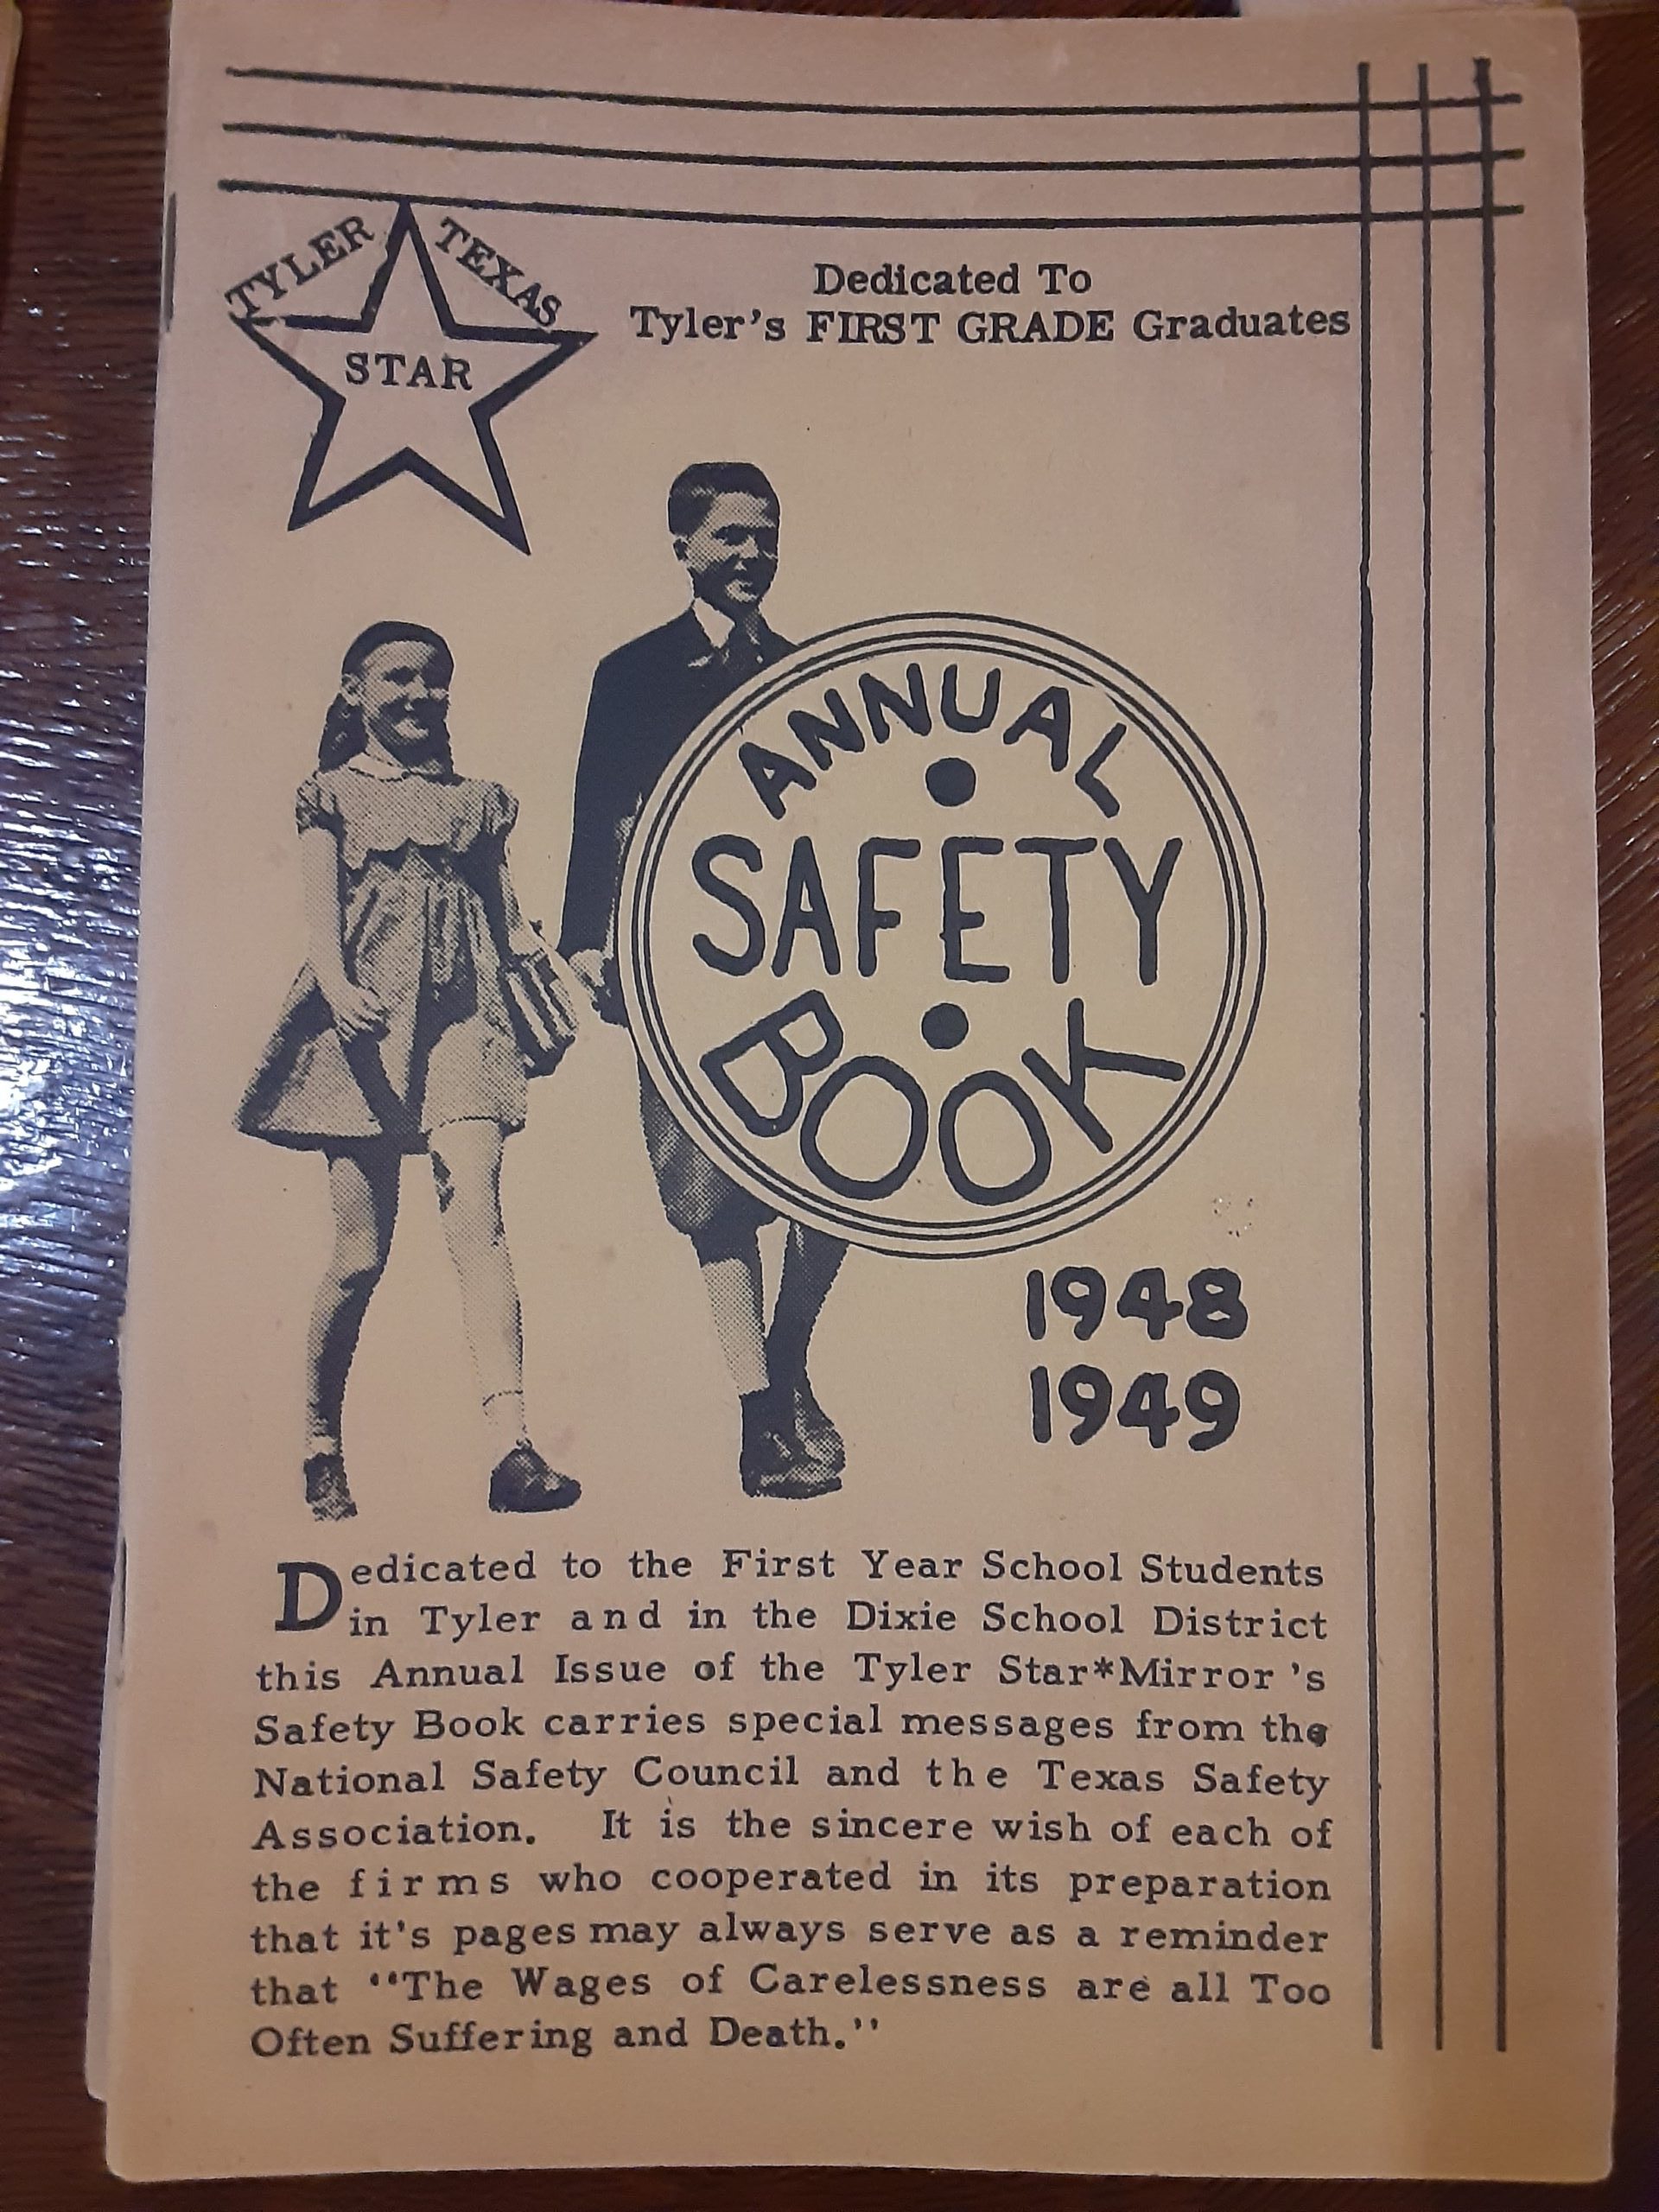 TYLER TEXAS
STAR
Dedicated To
Tyler's FIRST GRADE Graduates
ANNUAL
SAFETY
BOOK
1948
1949
Dedicated to the First Year School Students
in Tyler and in the Dixie School District
this Annual Issue of the Tyler Star*Mirror's
Safety Book carries special messages from the
National Safety Council and the Texas Safety
Association. It is the sincere wish of each of
the firms who cooperated in its preparation
that it's pages may always serve as a reminder
that "The Wages of Carelessness are all Too
Often Suffering and Death."